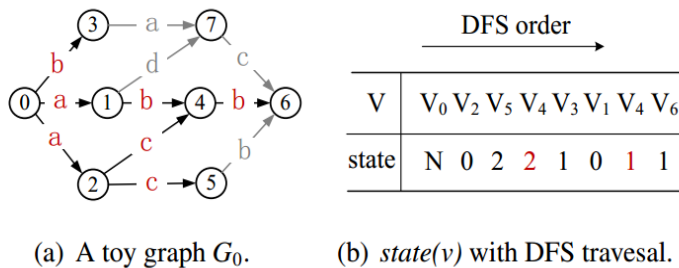 3 a 7
b d c
0 a 1 b 4 b 6
a c b
2 c 5
(a) A toy graph G₀.
DFS order
V V₀ V₂ V₅ V₄ V₃ V₁ V₄ V₆
state N 0 2 2 1 0 1 1
(b) state(v) with DFS travesal.